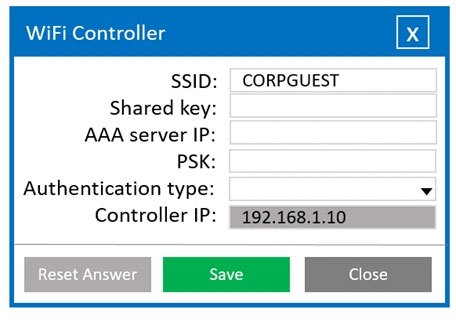 WiFi Controller X
SSID: CORPGUEST
Shared key:
AAA server IP:
PSK:
Authentication type:
Controller IP: 192.168.1.10
Reset Answer Save Close